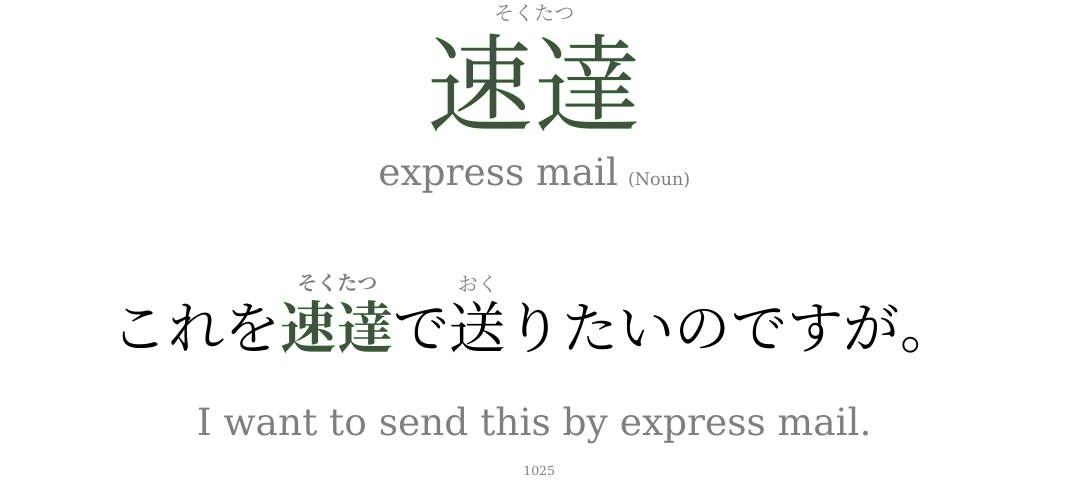 そくたつ
速達
express mail (Noun)
そくたつ おく
これを速達で送りたいのですが。
I want to send this by express mail.
1025